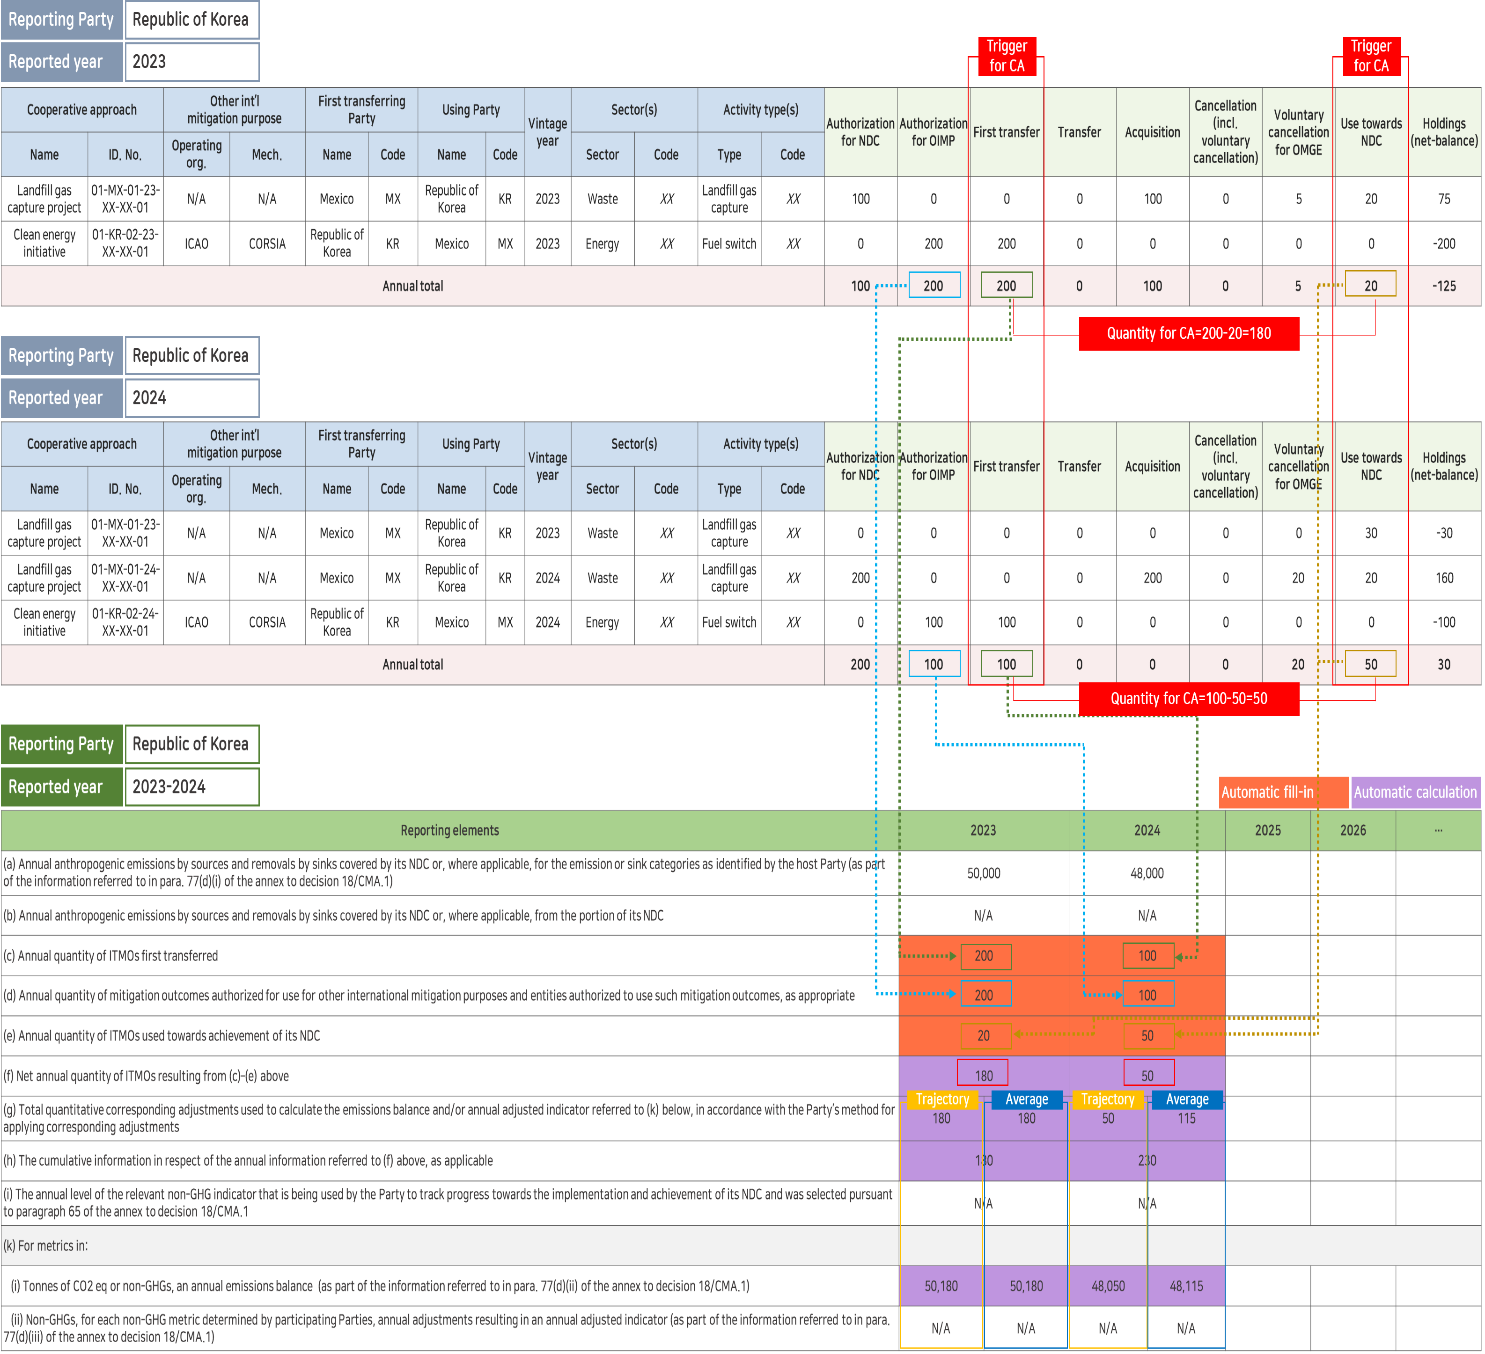 Reporting Party Republic of Korea
Reported year 2023
Trigger for CA
Trigger for CA
Cooperative approach Other int'l mitigation purpose First transferring Party Using Party Vintage year Sector(s) Activity type(s) Authorization for NDC Authorization for OIMP First transfer Transfer Acquisition Cancellation (incl. voluntary cancellation) Voluntary cancellation for OMGE Use towards NDC Holdings (net-balance)
Name ID. No. Operating org. Mech. Name Code Name Code Sector Code Type Code
Landfill gas capture project 01-MX-01-23-XX-XX-01 N/A N/A Mexico MX Republic of Korea KR 2023 Waste XX Landfill gas capture XX 100 0 0 0 100 0 5 20 75
Clean energy initiative 01-KR-02-23-XX-XX-01 ICAO CORSIA Republic of Korea KR Mexico MX 2023 Energy XX Fuel switch XX 0 200 200 0 0 0 0 0 -200
Annual total 100 200 200 0 100 0 5 20 -125
Quantity for CA=200-20=180
Reporting Party Republic of Korea
Reported year 2024
Cooperative approach Other int'l mitigation purpose First transferring Party Using Party Vintage year Sector(s) Activity type(s) Authorization for NDC Authorization for OIMP First transfer Transfer Acquisition Cancellation (incl. voluntary cancellation) Voluntary cancellation for OMGE Use towards NDC Holdings (net-balance)
Name ID. No. Operating org. Mech. Name Code Name Code Sector Code Type Code
Landfill gas capture project 01-MX-01-23-XX-XX-01 N/A N/A Mexico MX Republic of Korea KR 2023 Waste XX Landfill gas capture XX 0 0 0 0 0 0 0 30 -30
Landfill gas capture project 01-MX-01-24-XX-XX-01 N/A N/A Mexico MX Republic of Korea KR 2024 Waste XX Landfill gas capture XX 200 0 0 0 200 0 20 20 160
Clean energy initiative 01-KR-02-24-XX-XX-01 ICAO CORSIA Republic of Korea KR Mexico MX 2024 Energy XX Fuel switch XX 0 100 100 0 0 0 0 0 -100
Annual total 200 100 100 0 0 0 20 50 30
Quantity for CA=100-50=50
Reporting Party Republic of Korea
Reported year 2023-2024
Automatic fill-in Automatic calculation
Reporting elements 2023 2024 2025 2026 ...
(a) Annual anthropogenic emissions by sources and removals by sinks covered by its NDC or, where applicable, for the emission or sink categories as identified by the host Party (as part
of the information referred to in para. 77(d)(i) of the annex to decision 18/CMA.1) 50,000 48,000
(b) Annual anthropogenic emissions by sources and removals by sinks covered by its NDC or, where applicable, from the portion of its NDC N/A N/A
(c) Annual quantity of ITMOs first transferred 200 100
(d) Annual quantity of mitigation outcomes authorized for use for other international mitigation purposes and entities authorized to use such mitigation outcomes, as appropriate 200 100
(e) Annual quantity of ITMOs used towards achievement of its NDC 20 50
(f) Net annual quantity of ITMOs resulting from (c)-(e) above 180 50
Trajectory Average Trajectory Average
(g) Total quantitative corresponding adjustments used to calculate the emissions balance and/or annual adjusted indicator referred to (k) below, in accordance with the Party's method for
applying corresponding adjustments 180 180 50 115
(h) The cumulative information in respect of the annual information referred to (f) above, as applicable 180 230
(i) The annual level of the relevant non-GHG indicator that is being used by the Party to track progress towards the implementation and achievement of its NDC and was selected pursuant
to paragraph 65 of the annex to decision 18/CMA.1 N/A N/A
(k) For metrics in:
(i) Tonnes of CO2 eq or non-GHGs, an annual emissions balance (as part of the information referred to in para. 77(d)(ii) of the annex to decision 18/CMA.1) 50,180 50,180 48,050 48,115
(ii) Non-GHGs, for each non-GHG metric determined by participating Parties, annual adjustments resulting in an annual adjusted indicator (as part of the information referred to in para.
77(d)(iii) of the annex to decision 18/CMA.1) N/A N/A N/A N/A